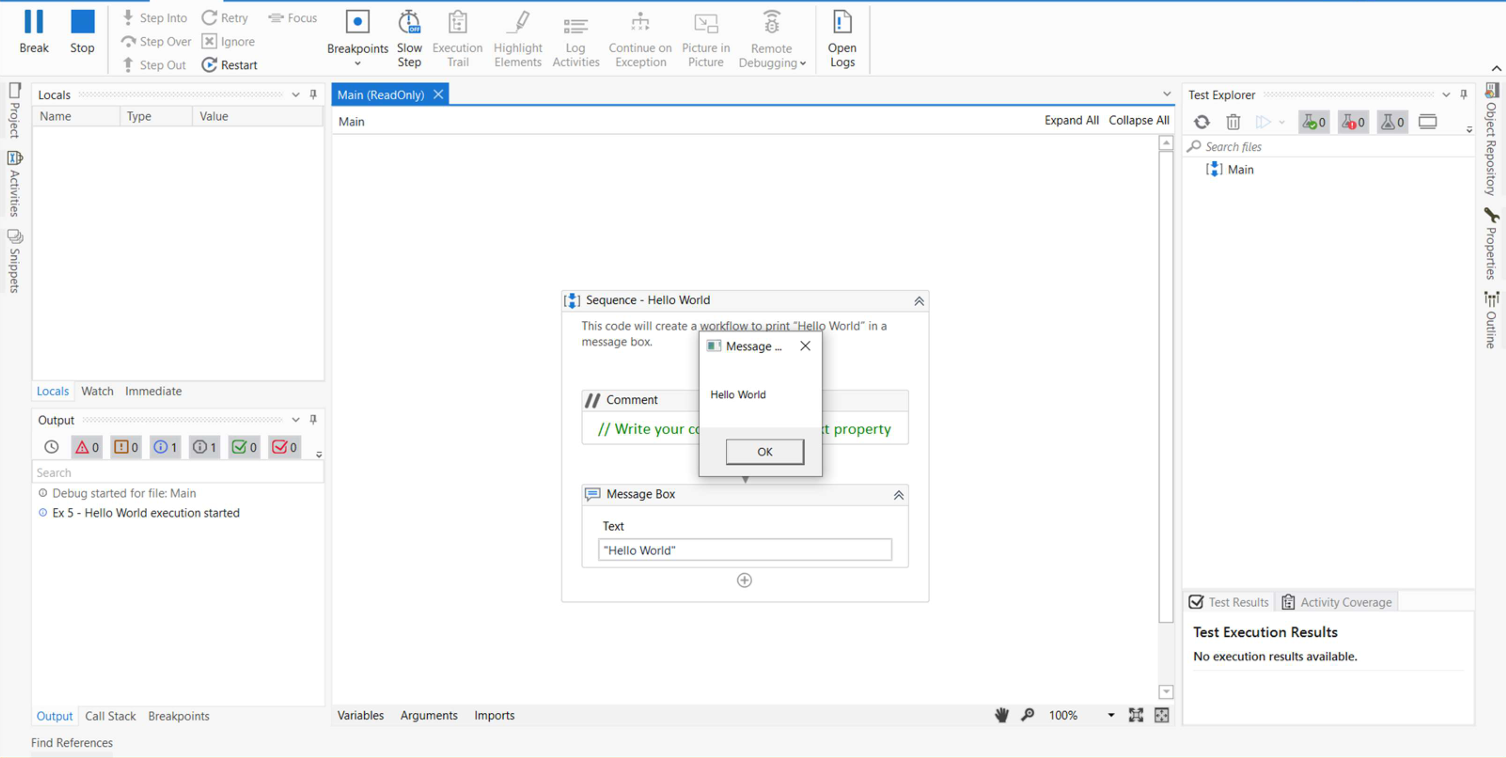 Break
Stop
Step Into
Step Over
Step Out
Retry
Ignore
Restart
Focus
Breakpoints
Slow
Step
OFF
Execution
Trail
Highlight
Elements
Log
Activities
Continue on
Exception
Picture in
Picture
Remote
Debugging
Open
Logs
Project
Activities
Snippets
Locals
Name Type Value
Locals Watch Immediate
Output
0 0 1 1 0 0
Search
Debug started for file: Main
Ex 5 - Hello World execution started
Output Call Stack Breakpoints
Find References
Main (ReadOnly)
Main
Expand All Collapse All
Sequence - Hello World
This code will create a workflow to print "Hello World" in a
message box.
Message ...
Hello World
OK
// Comment
// Write your co
t property
Message Box
Text
"Hello World"
Variables Arguments Imports
100%
Test Explorer
0 0 0
Search files
Main
Test Results Activity Coverage
Test Execution Results
No execution results available.
Object Repository
Properties
Outline